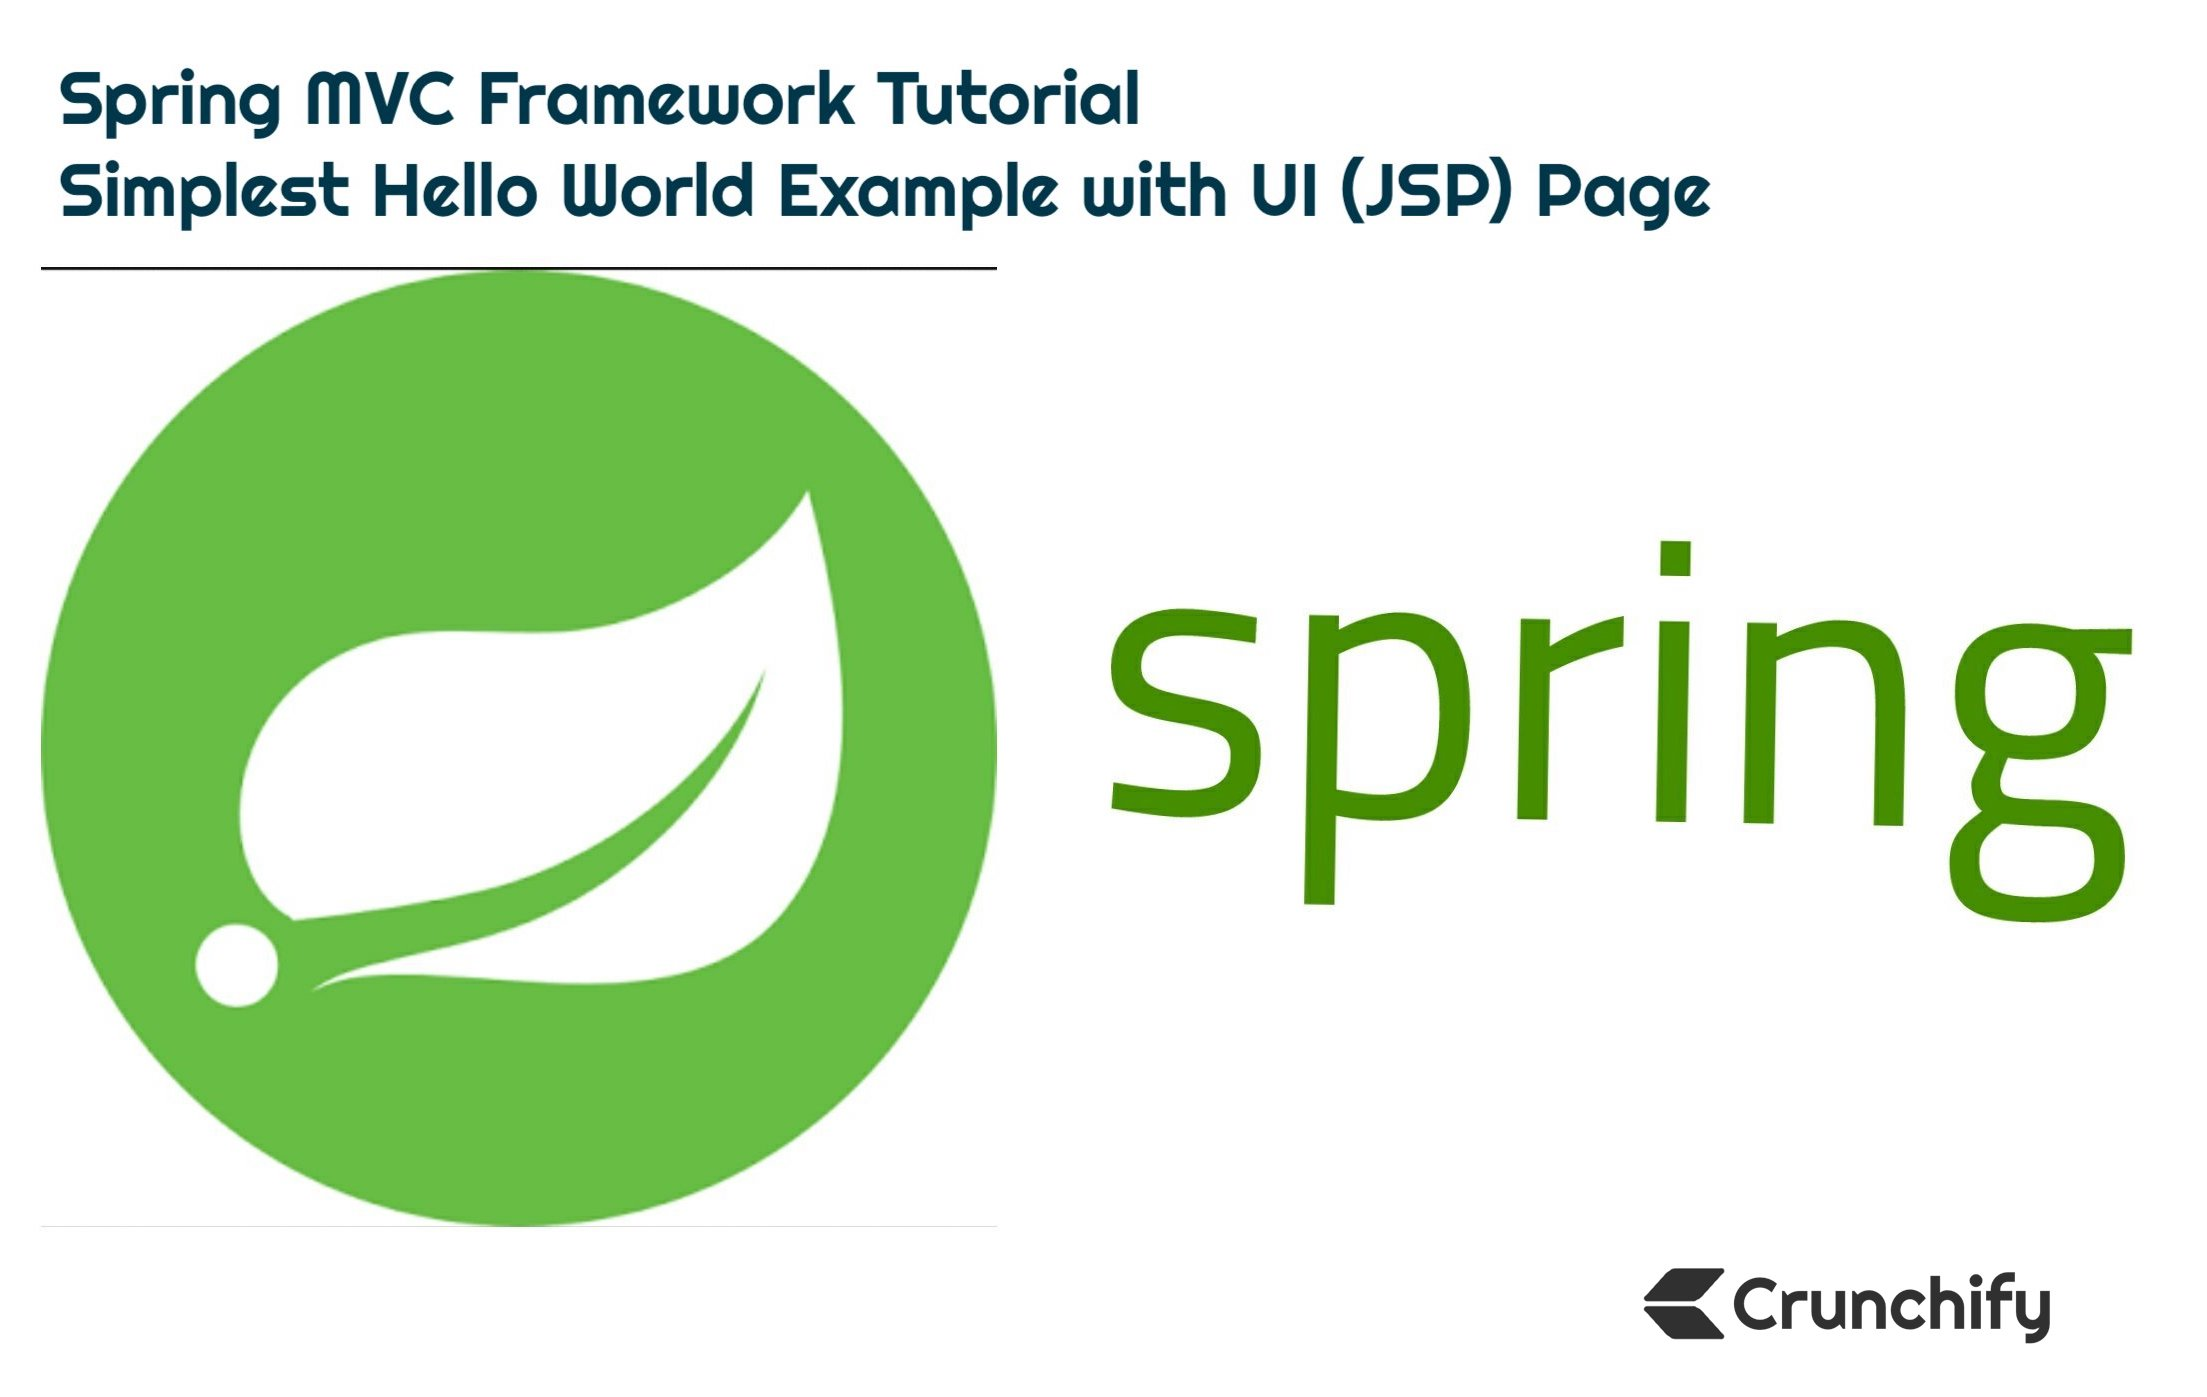 Spring MVC Framework Tutorial
Simplest Hello World Example with UI (JSP) Page
spring
Crunchify